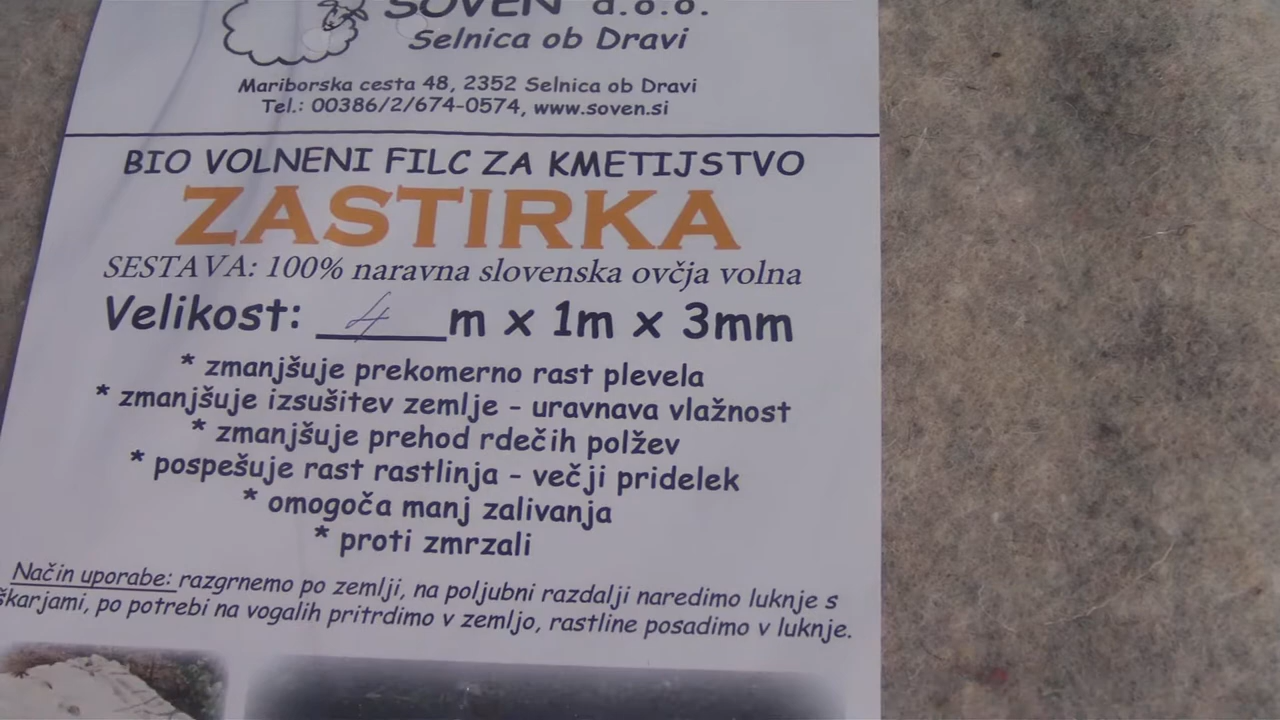 SOVEN d.o.o.
Selnica ob Dravi
Mariborska cesta 48, 2352 Selnica ob Dravi
Tel.: 00386/2/674-0574, www.soven.si
BIO VOLNENI FILC ZA KMETIJSTVO
ZASTIRKA
SESTAVA: 100% naravna slovenska ovčja volna
Velikost: 4 m x 1m x 3mm
* zmanjšuje prekomerno rast plevela
* zmanjšuje izsušitev zemlje - uravnava vlažnost
* zmanjšuje prehod rdečih polžev
* pospešuje rast rastlinja - večji pridelek
* omogoča manj zalivanja
* proti zmrzali
Način uporabe: razgrnemo po zemlji, na poljubni razdalji naredimo luknje s
škarjami, po potrebi na vogalih pritrdimo v zemljo, rastline posadimo v luknje.